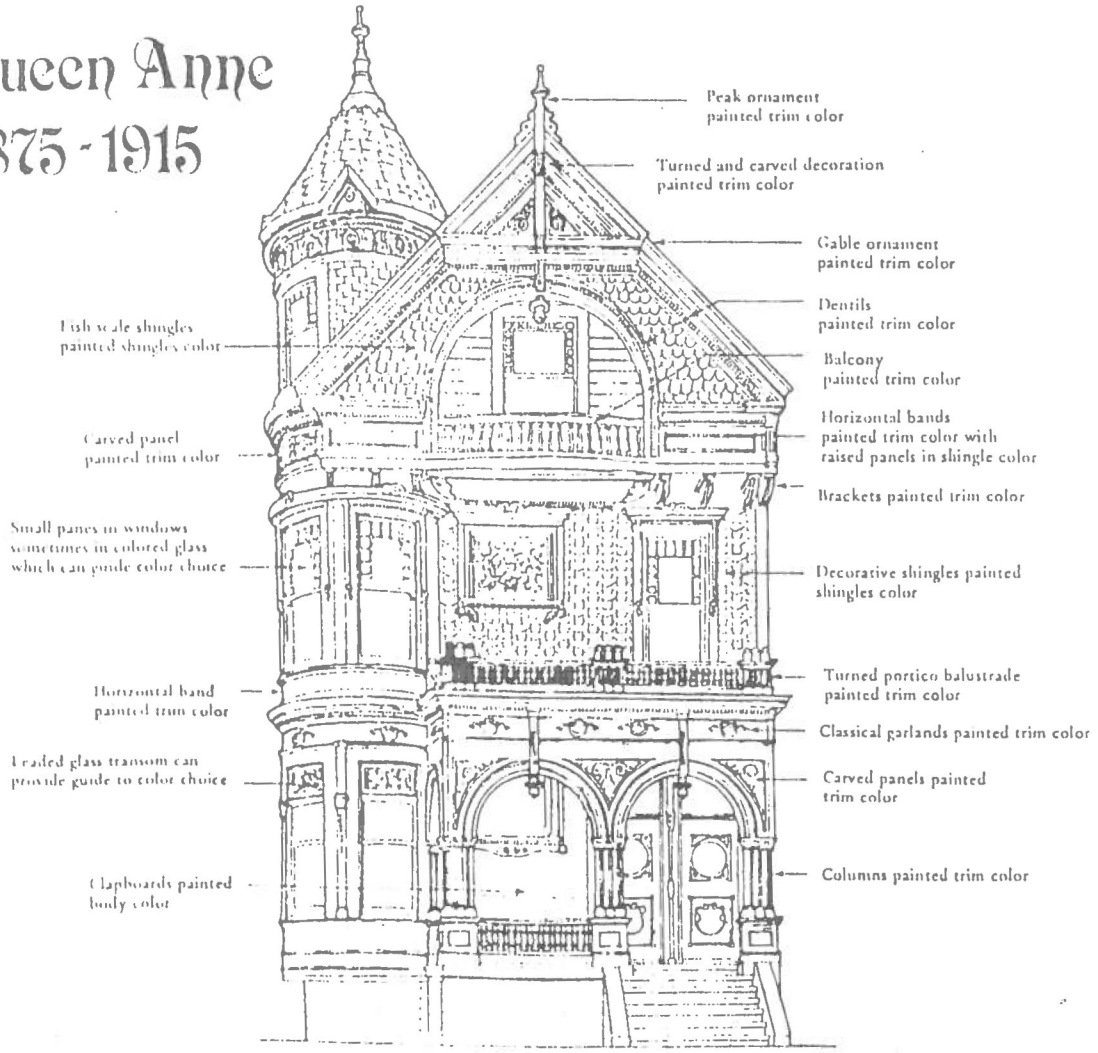 ueen Anne
875-1915
Peak ornament
painted trim color
Turned and carved decoration
painted trim color
Gable ornament
painted trim color
Dentils
painted trim color
Balcony
painted trim color
Horizontal bands
painted trim color with
raised panels in shingle color
Brackets painted trim color
Decorative shingles painted
shingles color
Turned portico balustrade
painted trim color
Classical garlands painted trim color
Carved panels painted
trim color
Columns painted trim color
Fish scale shingles
painted shingles color
Carved panel
painted trim color
Small panes in windows
sometimes in colored glass
which can guide color choice
Horizontal band
painted trim color
Leaded glass transom can
provide guide to color choice
Clapboards painted
body color